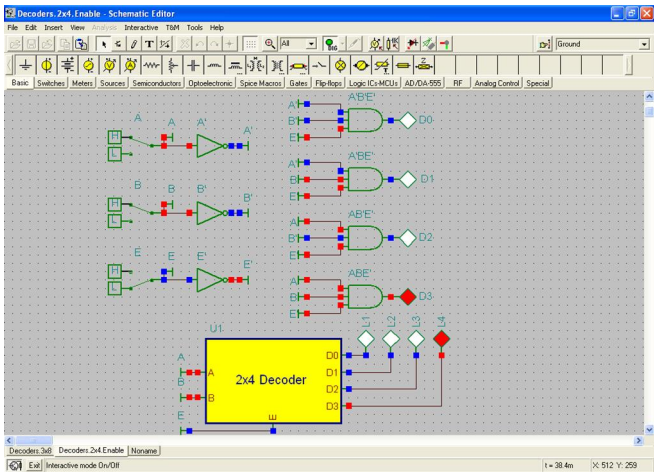 Decoders.2x4.Enable - Schematic Editor
File Edit Insert View Analysis Interactive T&M Tools Help
All
DIG
Ground
Basic Switches Meters Sources Semiconductors Optoelectronic Spice Macros Gates Flip-flops Logic ICs-MCUs AD/DA-555 RF Analog Control Special
A'B'E'
A'
B'
E'
D0
A A A'
H
L
A'BE'
A'
B
E'
D1
B B B'
H
L
AB'E'
A
B'
E'
D2
E E E'
H
L
ABE'
A
B
E'
D3
U1
L1 L2 L3 L4
A
B
E
A
B
2x4 Decoder
D0
D1
D2
D3
E
Decoders.3x8 Decoders.2x4.Enable Noname
Exit Interactive mode On/Off t = 38.4m X: 512 Y: 259